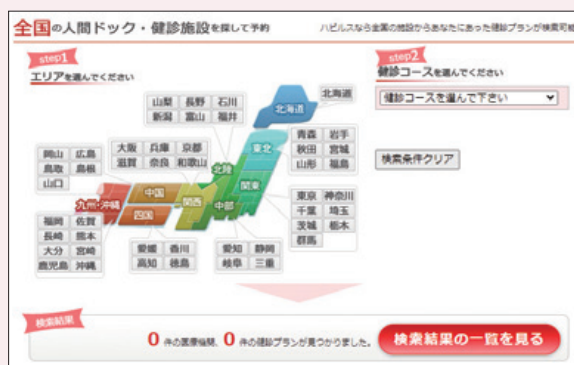 全国の人間ドック・健診施設を探して予約
ハピルスなら全国の施設からあなたにあった健診プランが検索可能
step1
エリアを選んでください
step2
健診コースを選んでください
健診コースを選んで下さい
検索条件クリア
北海道
北海道
山梨 長野 石川
新潟 富山 福井
大阪 兵庫 京都
滋賀 奈良 和歌山
岡山 広島
鳥取 島根
山口
青森 岩手
秋田 宮城
山形 福島
東北
北陸
関東
中国
関西
中部
九州・沖縄
四国
東京 神奈川
千葉 埼玉
茨城 栃木
群馬
福岡 佐賀
長崎 熊本
大分 宮崎
鹿児島 沖縄
愛媛 香川
高知 徳島
愛知 静岡
岐阜 三重
検索結果
0 件の医療機関、0 件の健診プランが見つかりました。
検索結果の一覧を見る